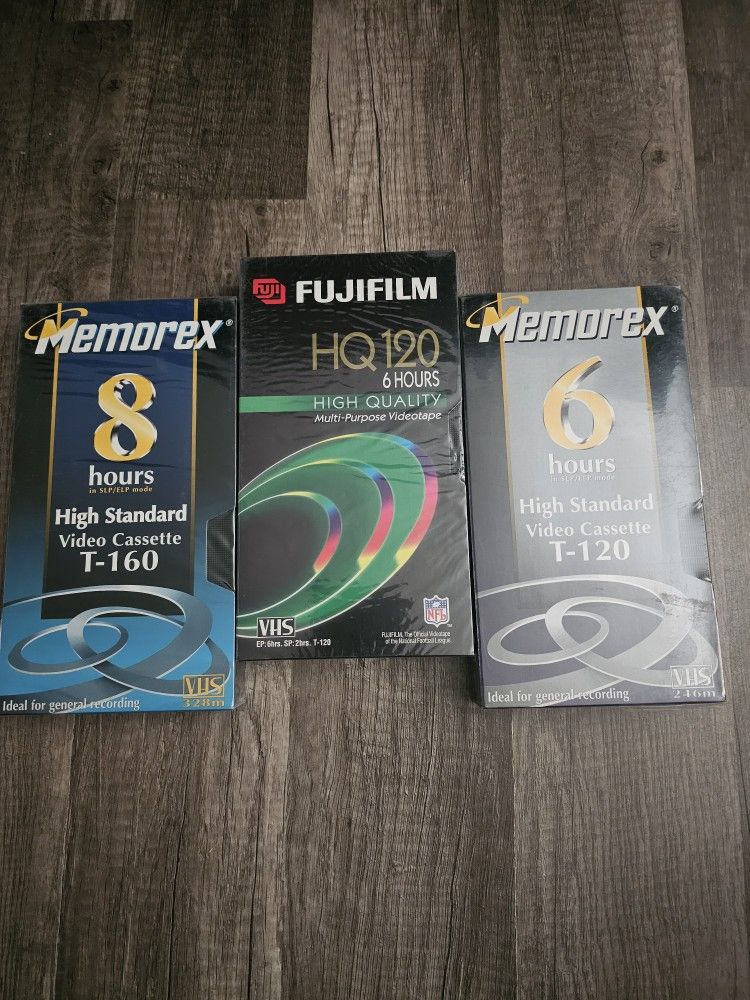 Memorex®
8
hours
in SLP/ELP mode
High Standard
Video Cassette
T-160
VHS
328m
Ideal for general recording
FUJI FUJIFILM
HQ 120
6 HOURS
HIGH QUALITY
Multi-Purpose Videotape
VHS
EP: 6hrs. SP: 2hrs. T-120
NFL
FUJIFILM, The Official Videotape
of the National Football League
Memorex®
6
hours
in SLP/ELP mode
High Standard
Video Cassette
T-120
VHS
246m
Ideal for general recording